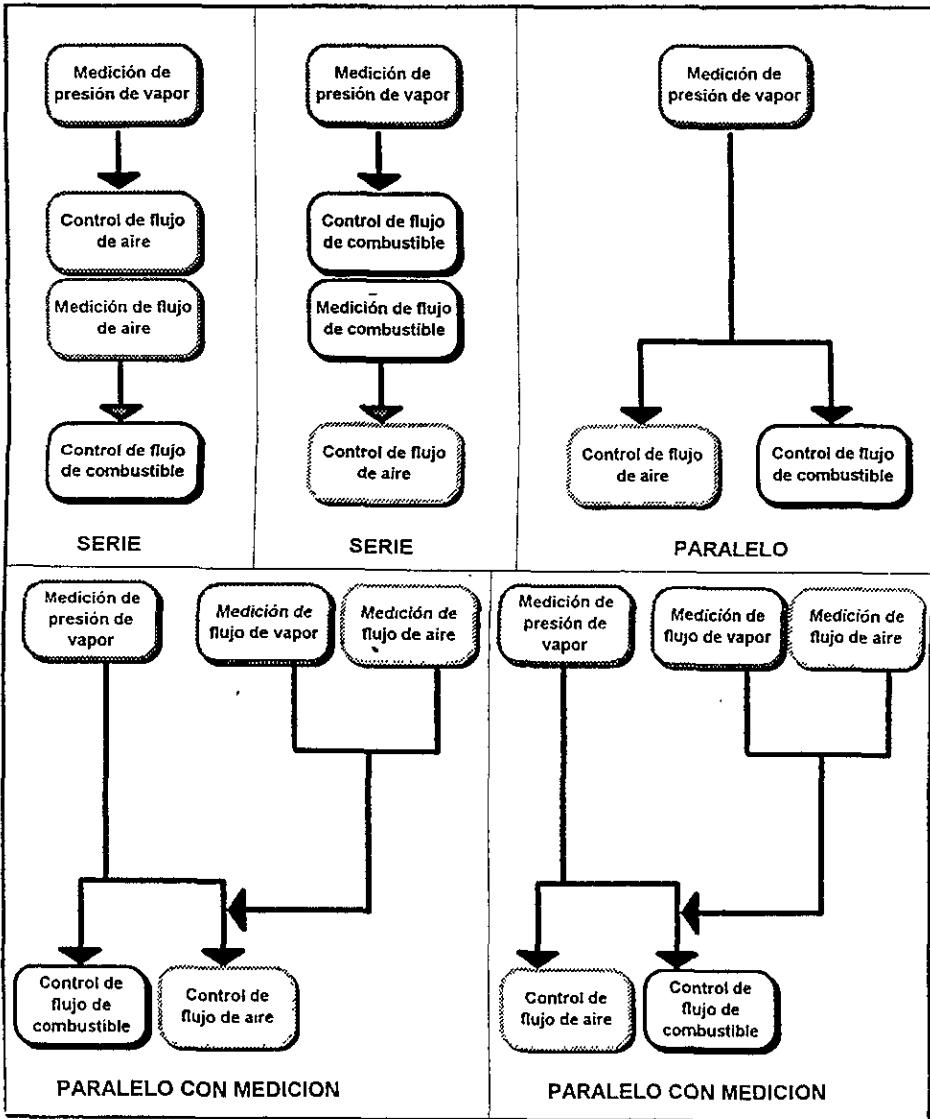 Medición de
presión de vapor
Control de flujo
de aire
Medición de flujo
de aire
Control de flujo
de combustible
SERIE
Medición de
presión de vapor
Control de flujo
de combustible
Medición de flujo
de combustible
Control de flujo
de aire
SERIE
Medición de
presión de vapor
Control de flujo
de aire
Control de flujo
de combustible
PARALELO
Medición de
presión de
vapor
Medición de
flujo de vapor
Medición de
flujo de aire
Control de
flujo de
combustible
Control de
flujo de aire
PARALELO CON MEDICION
Medición de
presión de
vapor
Medición de
flujo de vapor
Medición de
flujo de aire
Control de
flujo de aire
Control de
flujo de
combustible
PARALELO CON MEDICION